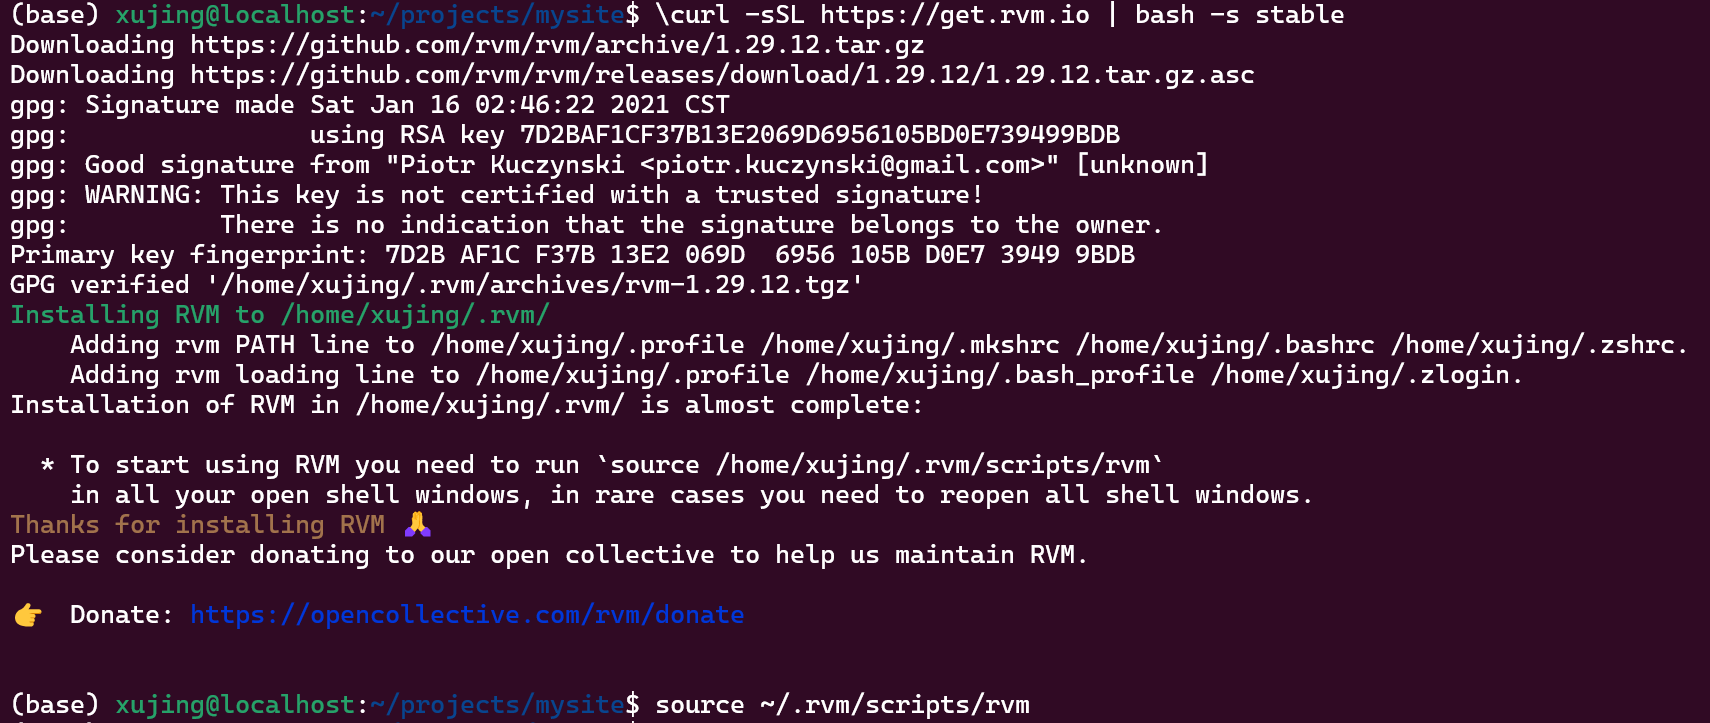 (base) xujing@localhost:~/projects/mysite$ \curl -sSL https://get.rvm.io | bash -s stable
Downloading https://github.com/rvm/rvm/archive/1.29.12.tar.gz
Downloading https://github.com/rvm/rvm/releases/download/1.29.12/1.29.12.tar.gz.asc
gpg: Signature made Sat Jan 16 02:46:22 2021 CST
gpg:                using RSA key 7D2BAF1CF37B13E2069D6956105BD0E739499BDB
gpg: Good signature from "Piotr Kuczynski <piotr.kuczynski@gmail.com>" [unknown]
gpg: WARNING: This key is not certified with a trusted signature!
gpg:          There is no indication that the signature belongs to the owner.
Primary key fingerprint: 7D2B AF1C F37B 13E2 069D  6956 105B D0E7 3949 9BDB
GPG verified '/home/xujing/.rvm/archives/rvm-1.29.12.tgz'
Installing RVM to /home/xujing/.rvm/
    Adding rvm PATH line to /home/xujing/.profile /home/xujing/.mkshrc /home/xujing/.bashrc /home/xujing/.zshrc.
    Adding rvm loading line to /home/xujing/.profile /home/xujing/.bash_profile /home/xujing/.zlogin.
Installation of RVM in /home/xujing/.rvm/ is almost complete:

  * To start using RVM you need to run `source /home/xujing/.rvm/scripts/rvm`
    in all your open shell windows, in rare cases you need to reopen all shell windows.
Thanks for installing RVM 🙏
Please consider donating to our open collective to help us maintain RVM.

👉  Donate: https://opencollective.com/rvm/donate


(base) xujing@localhost:~/projects/mysite$ source ~/.rvm/scripts/rvm